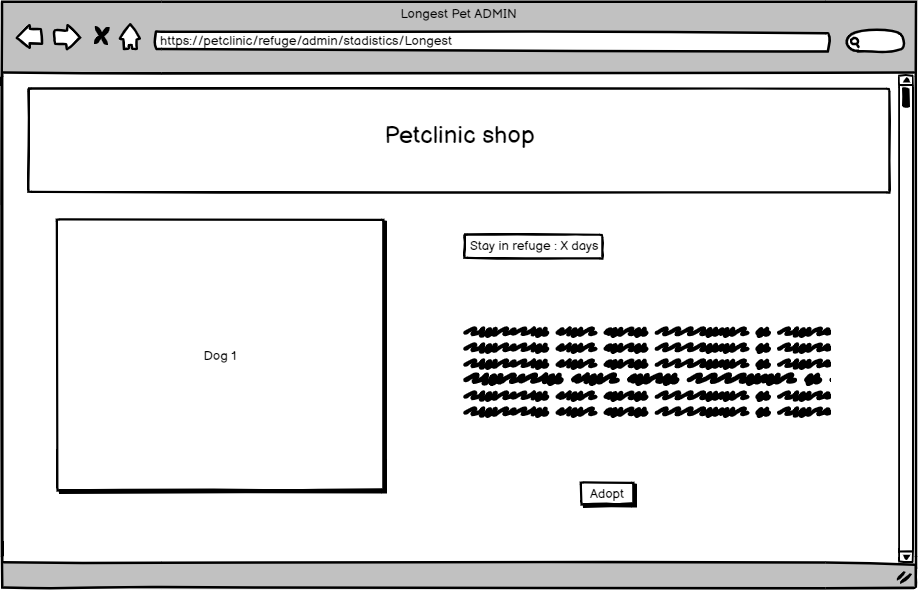 Longest Pet ADMIN
https://petclinic/refuge/admin/stadistics/Longest
Petclinic shop
Stay in refuge : X days
Dog 1
Adopt